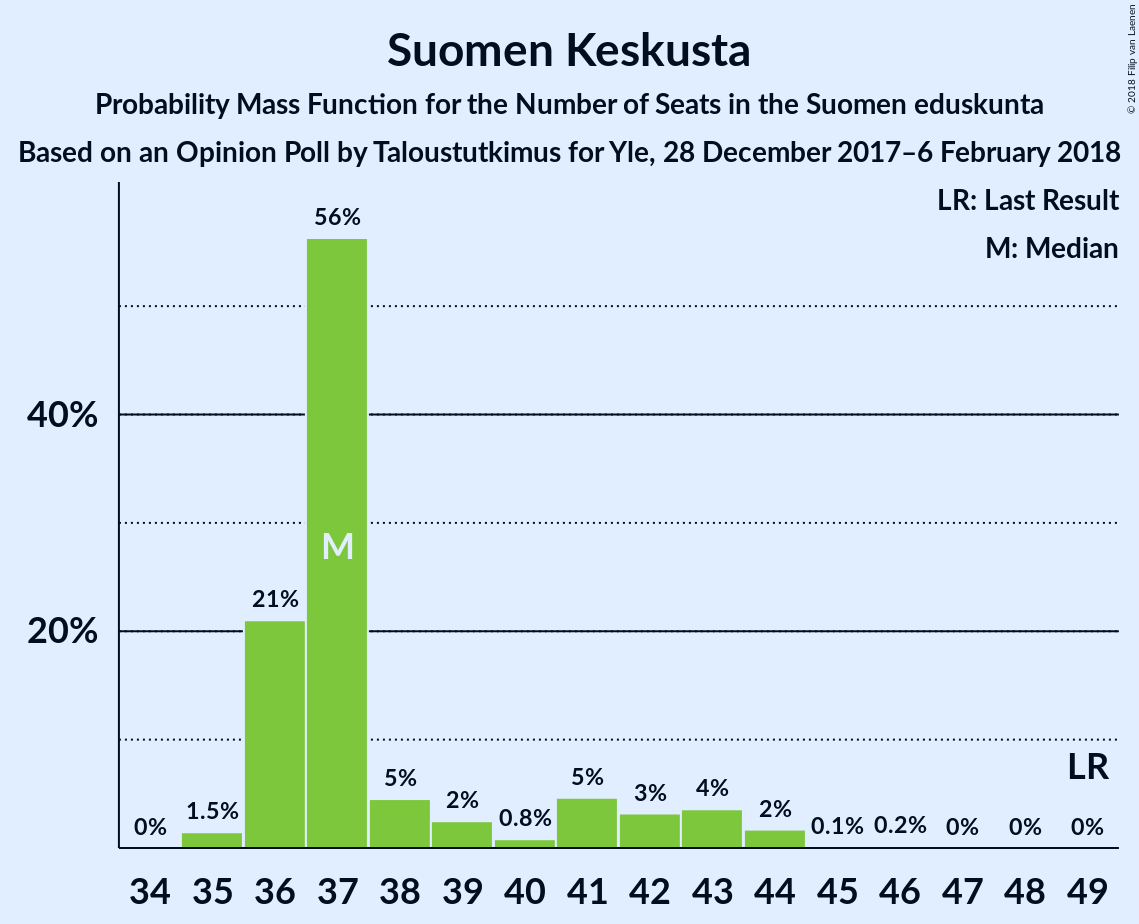 Suomen Keskusta
Probability Mass Function for the Number of Seats in the Suomen eduskunta
Based on an Opinion Poll by Taloustutkimus for Yle, 28 December 2017–6 February 2018
© 2018 Filip van Laenen
LR: Last Result
M: Median
56%
40%
M
21%
20%
LR
0% 1.5% 5% 2% 0.8% 5% 3% 4% 2% 0.1% 0.2% 0% 0% 0%
34 35 36 37 38 39 40 41 42 43 44 45 46 47 48 49